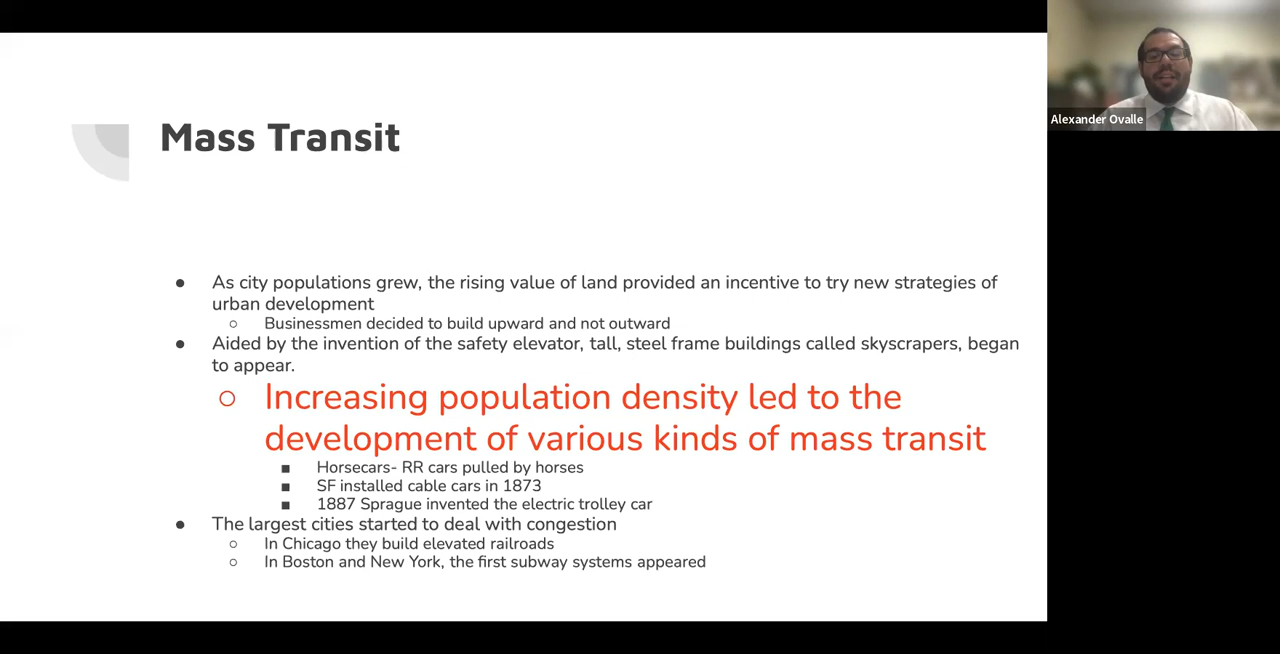 Mass Transit
Alexander Ovalle
● As city populations grew, the rising value of land provided an incentive to try new strategies of
urban development
○ Businessmen decided to build upward and not outward
● Aided by the invention of the safety elevator, tall, steel frame buildings called skyscrapers, began
to appear.
○ Increasing population density led to the
development of various kinds of mass transit
■ Horsecars- RR cars pulled by horses
■ SF installed cable cars in 1873
■ 1887 Sprague invented the electric trolley car
● The largest cities started to deal with congestion
○ In Chicago they build elevated railroads
○ In Boston and New York, the first subway systems appeared